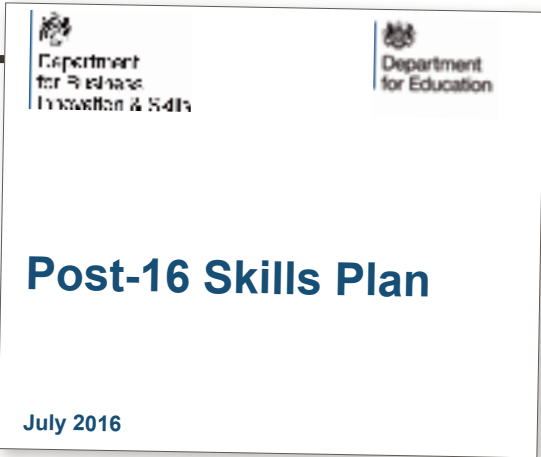 Department
for Business
Innovation & Skills
Department
for Education
Post-16 Skills Plan
July 2016